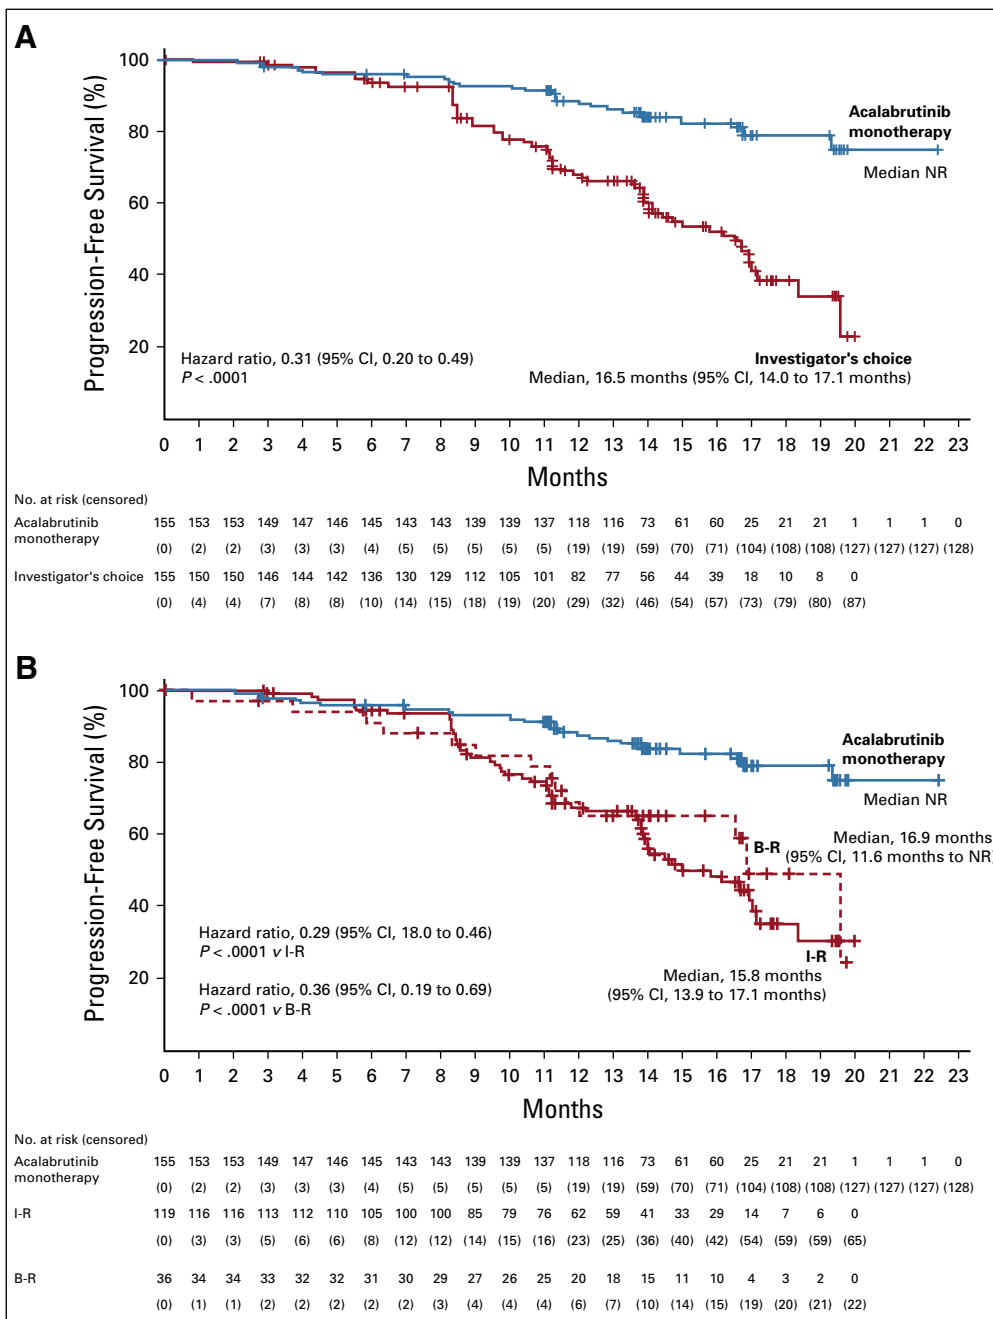 A
Progression-Free Survival (%)
100
80
60
40
20
Acalabrutinib
monotherapy
Median NR
Hazard ratio, 0.31 (95% CI, 0.20 to 0.49)
P < .0001
Investigator's choice
Median, 16.5 months (95% CI, 14.0 to 17.1 months)
0 1 2 3 4 5 6 7 8 9 10 11 12 13 14 15 16 17 18 19 20 21 22 23
Months
No. at risk (censored)
Acalabrutinib monotherapy 155 153 153 149 147 146 145 143 143 139 139 137 118 116 73 61 60 25 21 21 1 1 1 0
(0) (2) (2) (3) (3) (3) (4) (5) (5) (5) (5) (5) (19) (19) (59) (70) (71) (104) (108) (108) (127) (127) (127) (128)
Investigator's choice 155 150 150 146 144 142 136 130 129 112 105 101 82 77 56 44 39 18 10 8 0
(0) (4) (4) (7) (8) (8) (10) (14) (15) (18) (19) (20) (29) (32) (46) (54) (57) (73) (79) (80) (87)
B
Progression-Free Survival (%)
100
80
60
40
20
Acalabrutinib
monotherapy
Median NR
B-R
Median, 16.9 months
(95% CI, 11.6 months to NR)
Hazard ratio, 0.29 (95% CI, 18.0 to 0.46)
P < .0001 v I-R
Hazard ratio, 0.36 (95% CI, 0.19 to 0.69)
P < .0001 v B-R
I-R
Median, 15.8 months
(95% CI, 13.9 to 17.1 months)
0 1 2 3 4 5 6 7 8 9 10 11 12 13 14 15 16 17 18 19 20 21 22 23
Months
No. at risk (censored)
Acalabrutinib monotherapy 155 153 153 149 147 146 145 143 143 139 139 137 118 116 73 61 60 25 21 21 1 1 1 0
(0) (2) (2) (3) (3) (3) (4) (5) (5) (5) (5) (5) (19) (19) (59) (70) (71) (104) (108) (108) (127) (127) (127) (128)
I-R 119 116 116 113 112 110 105 100 100 85 79 76 62 59 41 33 29 14 7 6 0
(0) (3) (3) (5) (6) (6) (8) (12) (12) (14) (15) (16) (23) (25) (36) (40) (42) (54) (59) (59) (65)
B-R 36 34 34 33 32 32 31 30 29 27 26 25 20 18 15 11 10 4 3 2 0
(0) (1) (1) (2) (2) (2) (2) (2) (3) (4) (4) (4) (6) (7) (10) (14) (15) (19) (20) (21) (22)